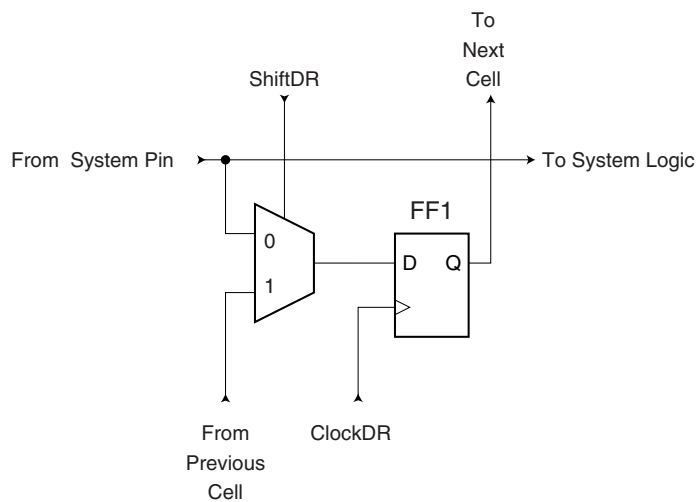 To
Next
Cell
ShiftDR
From System Pin
To System Logic
FF1
0
D Q
1
From
Previous
Cell
ClockDR